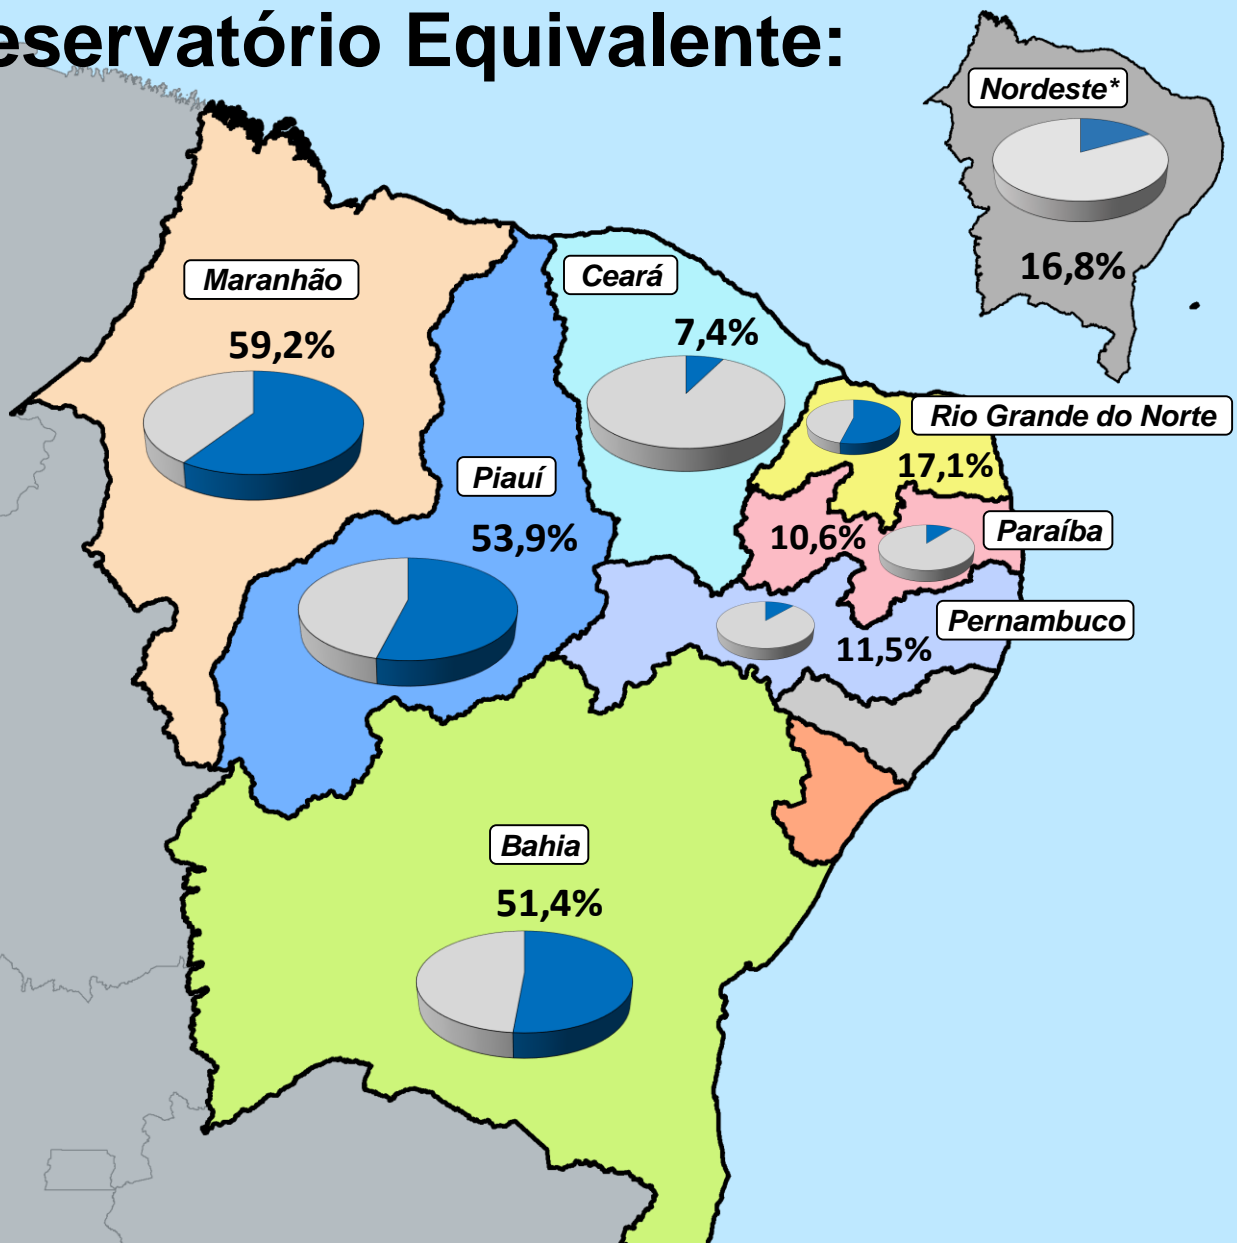 eservatório Equivalente:
Nordeste*
16,8%
Maranhão
59,2%
Ceará
7,4%
Rio Grande do Norte
17,1%
Piauí
53,9%
Paraíba
10,6%
Pernambuco
11,5%
Bahia
51,4%